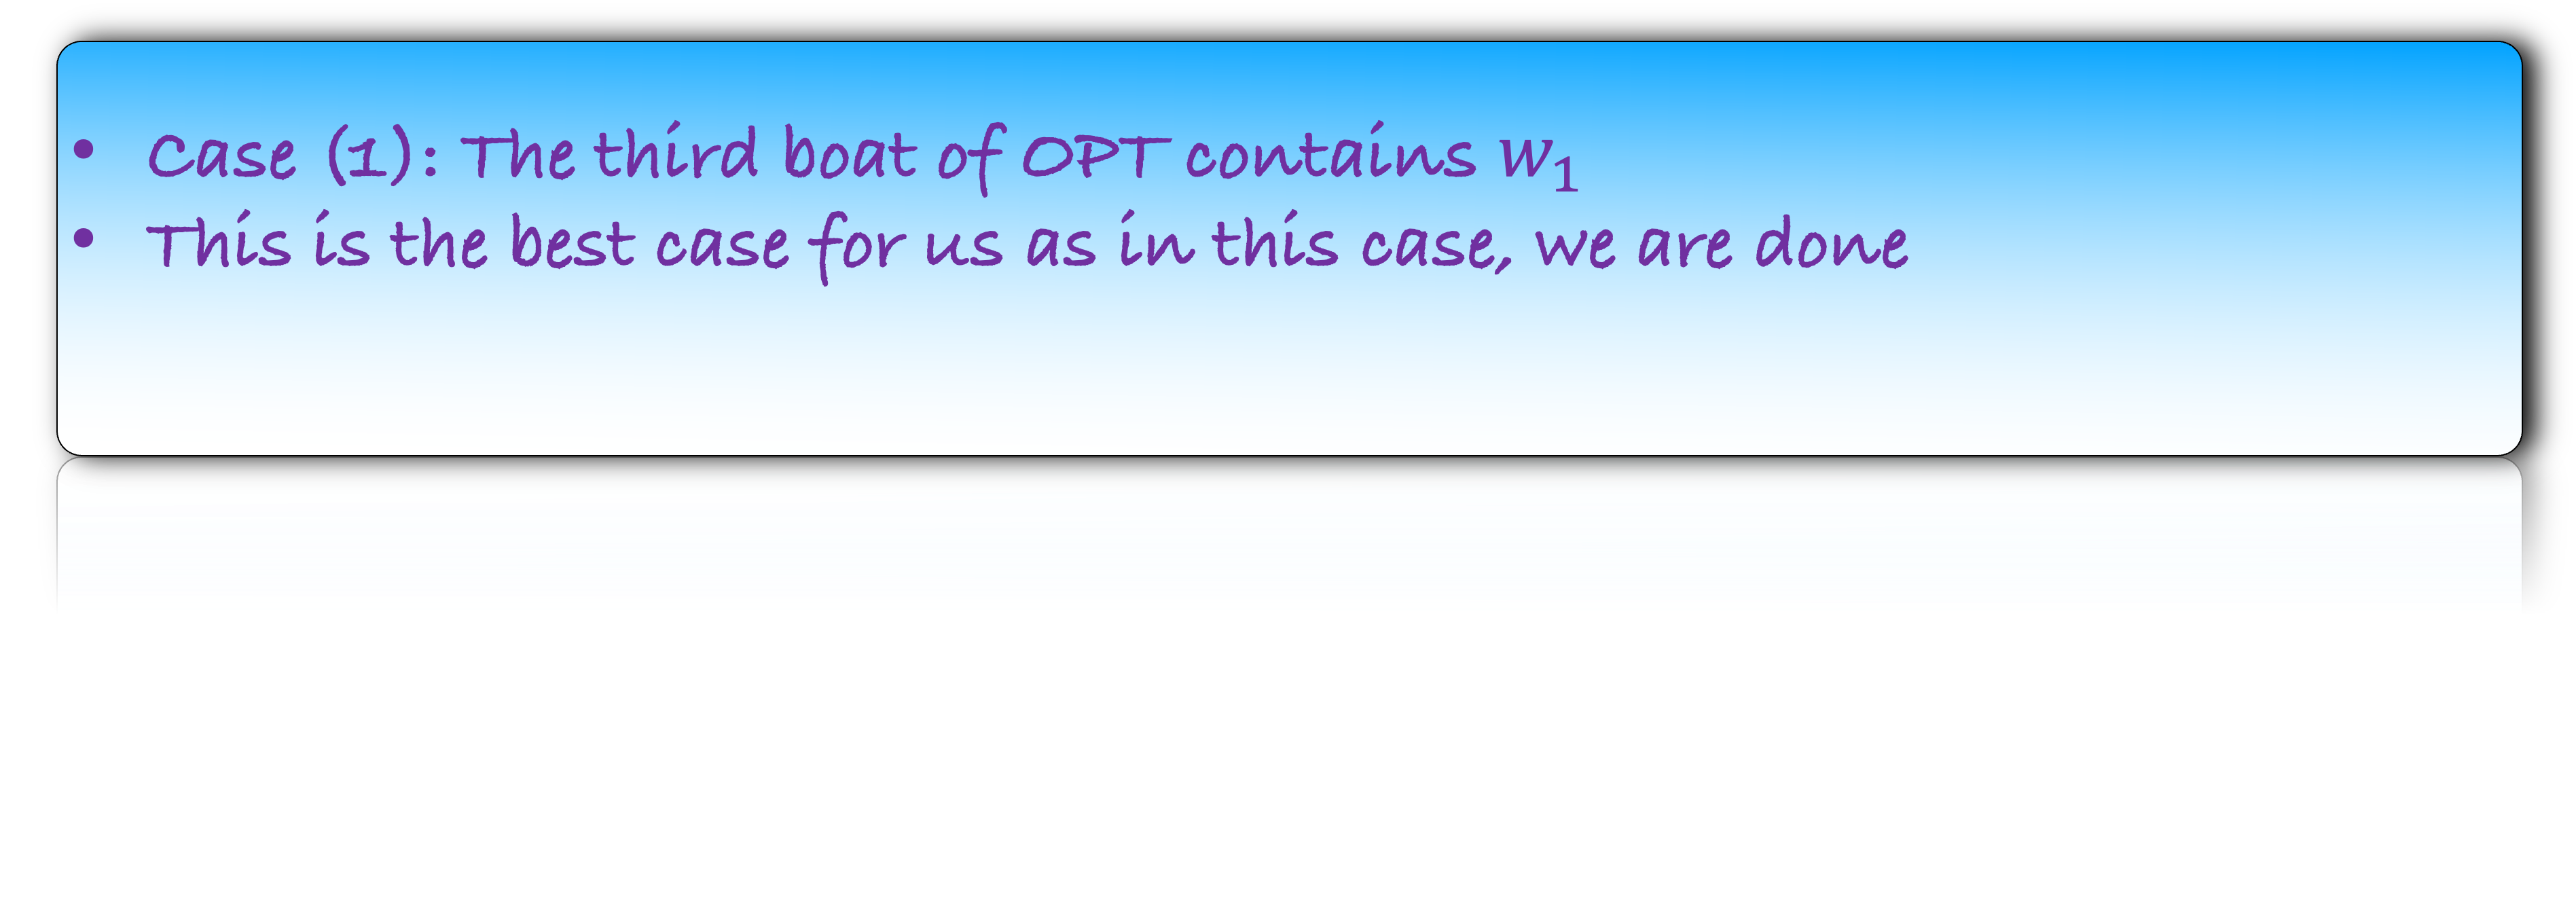 • Case (1): The third boat of OPT contains w₁
• This is the best case for us as in this case, we are done